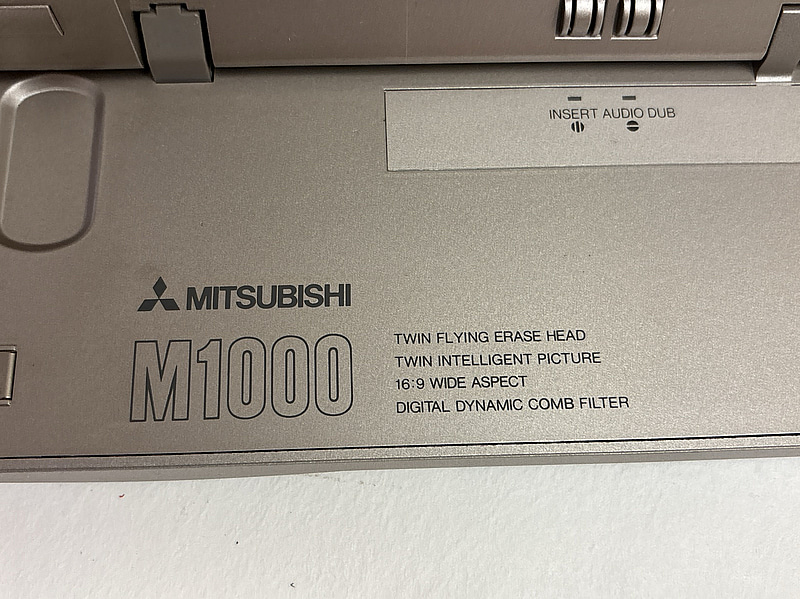 INSERT AUDIO DUB
MITSUBISHI
M1000
TWIN FLYING ERASE HEAD
TWIN INTELLIGENT PICTURE
16:9 WIDE ASPECT
DIGITAL DYNAMIC COMB FILTER